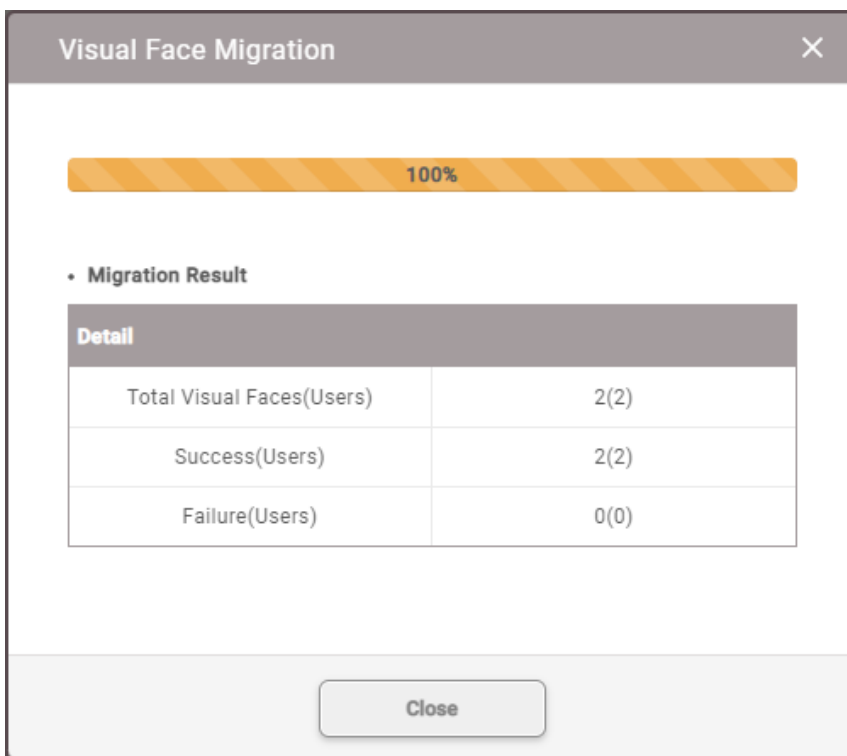 Visual Face Migration
100%
• Migration Result
Detail
Total Visual Faces(Users) 2(2)
Success(Users) 2(2)
Failure(Users) 0(0)
Close